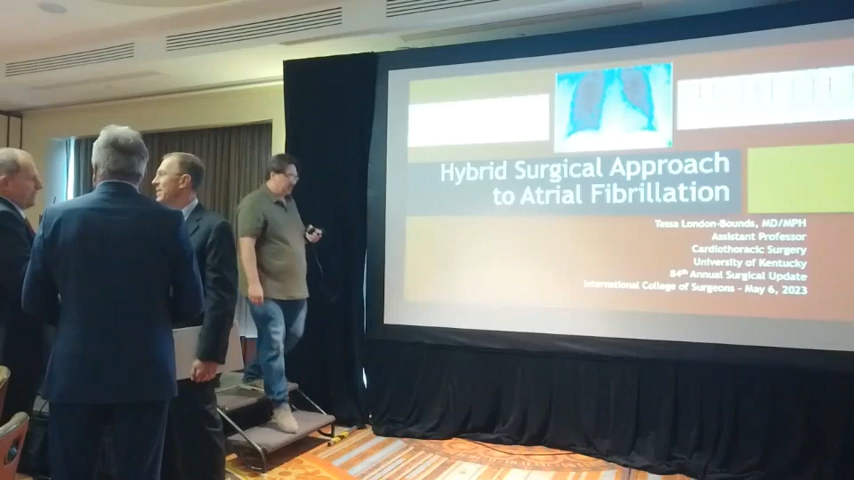 Hybrid Surgical Approach
to Atrial Fibrillation
Tessa London-Bounds, MD/MPH
Assistant Professor
Cardiothoracic Surgery
University of Kentucky
84th Annual Surgical Update
International College of Surgeons - May 6, 2023